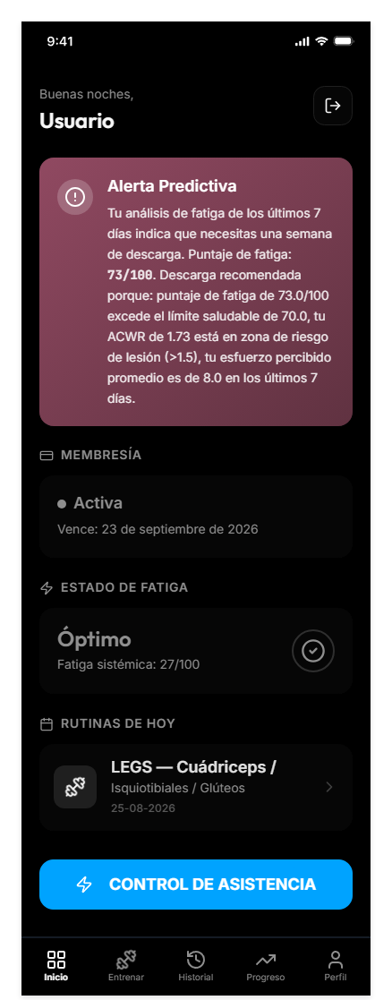 9:41
Buenas noches,
Usuario
Alerta Predictiva
Tu análisis de fatiga de los últimos 7
días indica que necesitas una semana
de descarga. Puntaje de fatiga:
73/100. Descarga recomendada
porque: puntaje de fatiga de 73.0/100
excede el límite saludable de 70.0, tu
ACWR de 1.73 está en zona de riesgo
de lesión (>1.5), tu esfuerzo percibido
promedio es de 8.0 en los últimos 7
días.
MEMBRESÍA
Activa
Vence: 23 de septiembre de 2026
ESTADO DE FATIGA
Óptimo
Fatiga sistémica: 27/100
RUTINAS DE HOY
LEGS — Cuádriceps /
Isquiotibiales / Glúteos
25-08-2026
CONTROL DE ASISTENCIA
Inicio
Entrenar
Historial
Progreso
Perfil